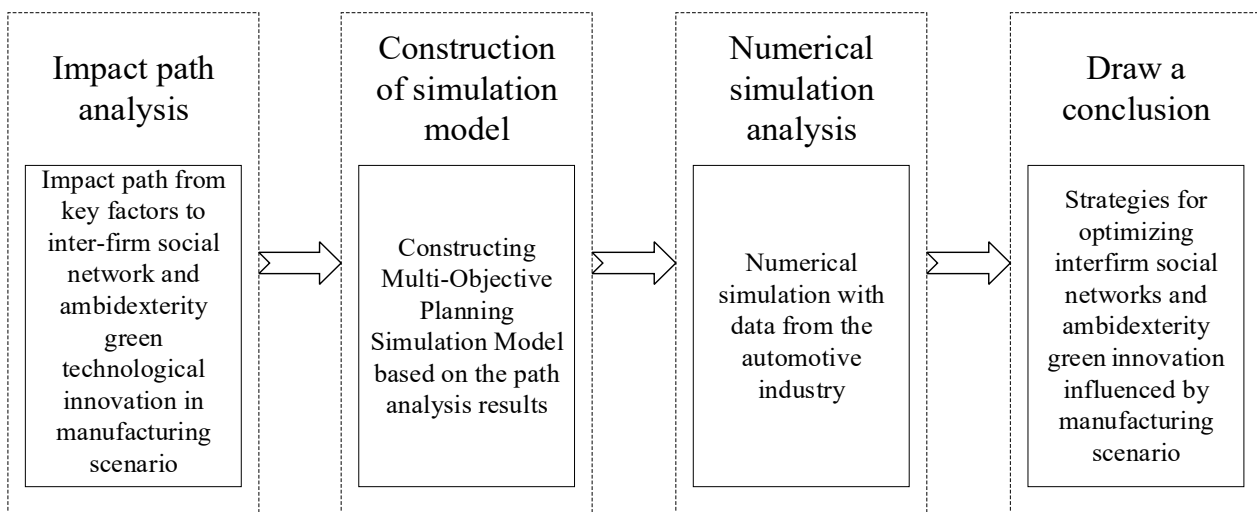 Impact path
analysis
Impact path from
key factors to
inter-firm social
network and
ambidexterity
green
technological
innovation in
manufacturing
scenario
Construction
of simulation
model
Constructing
Multi-Objective
Planning
Simulation Model
based on the path
analysis results
Numerical
simulation
analysis
Numerical
simulation with
data from the
automotive
industry
Draw a
conclusion
Strategies for
optimizing
interfirm social
networks and
ambidexterity
green innovation
influenced by
manufacturing
scenario